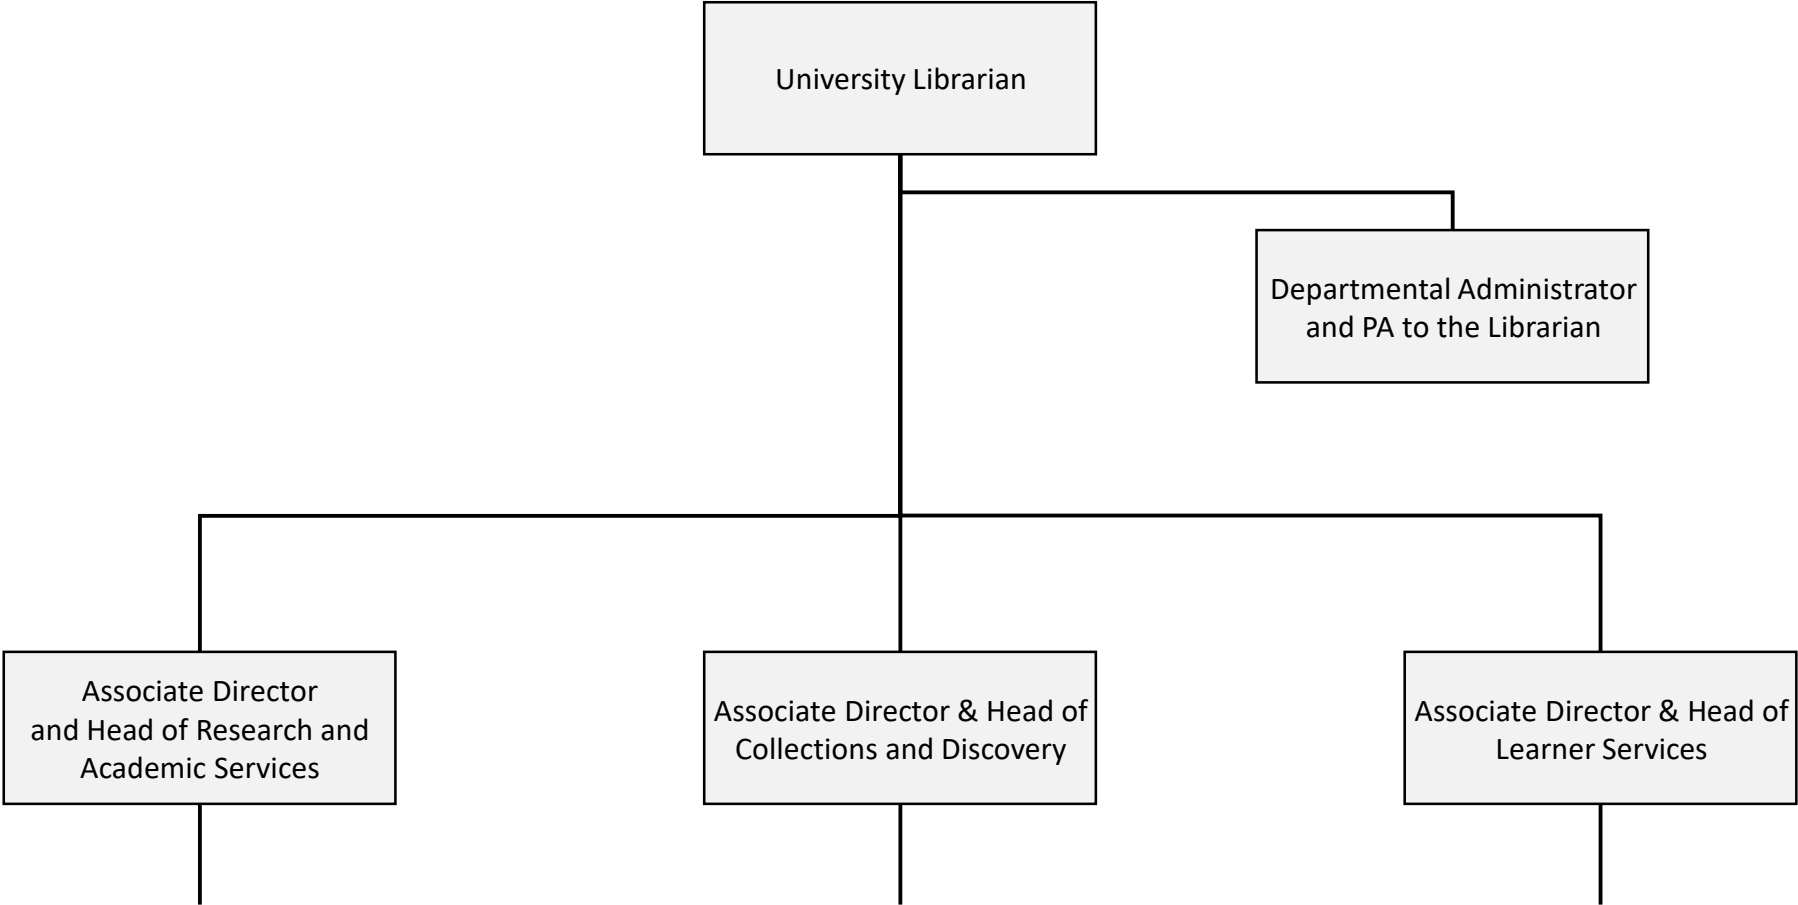 University Librarian
Departmental Administrator
and PA to the Librarian
Associate Director
and Head of Research and
Academic Services
Associate Director & Head of
Collections and Discovery
Associate Director & Head of
Learner Services